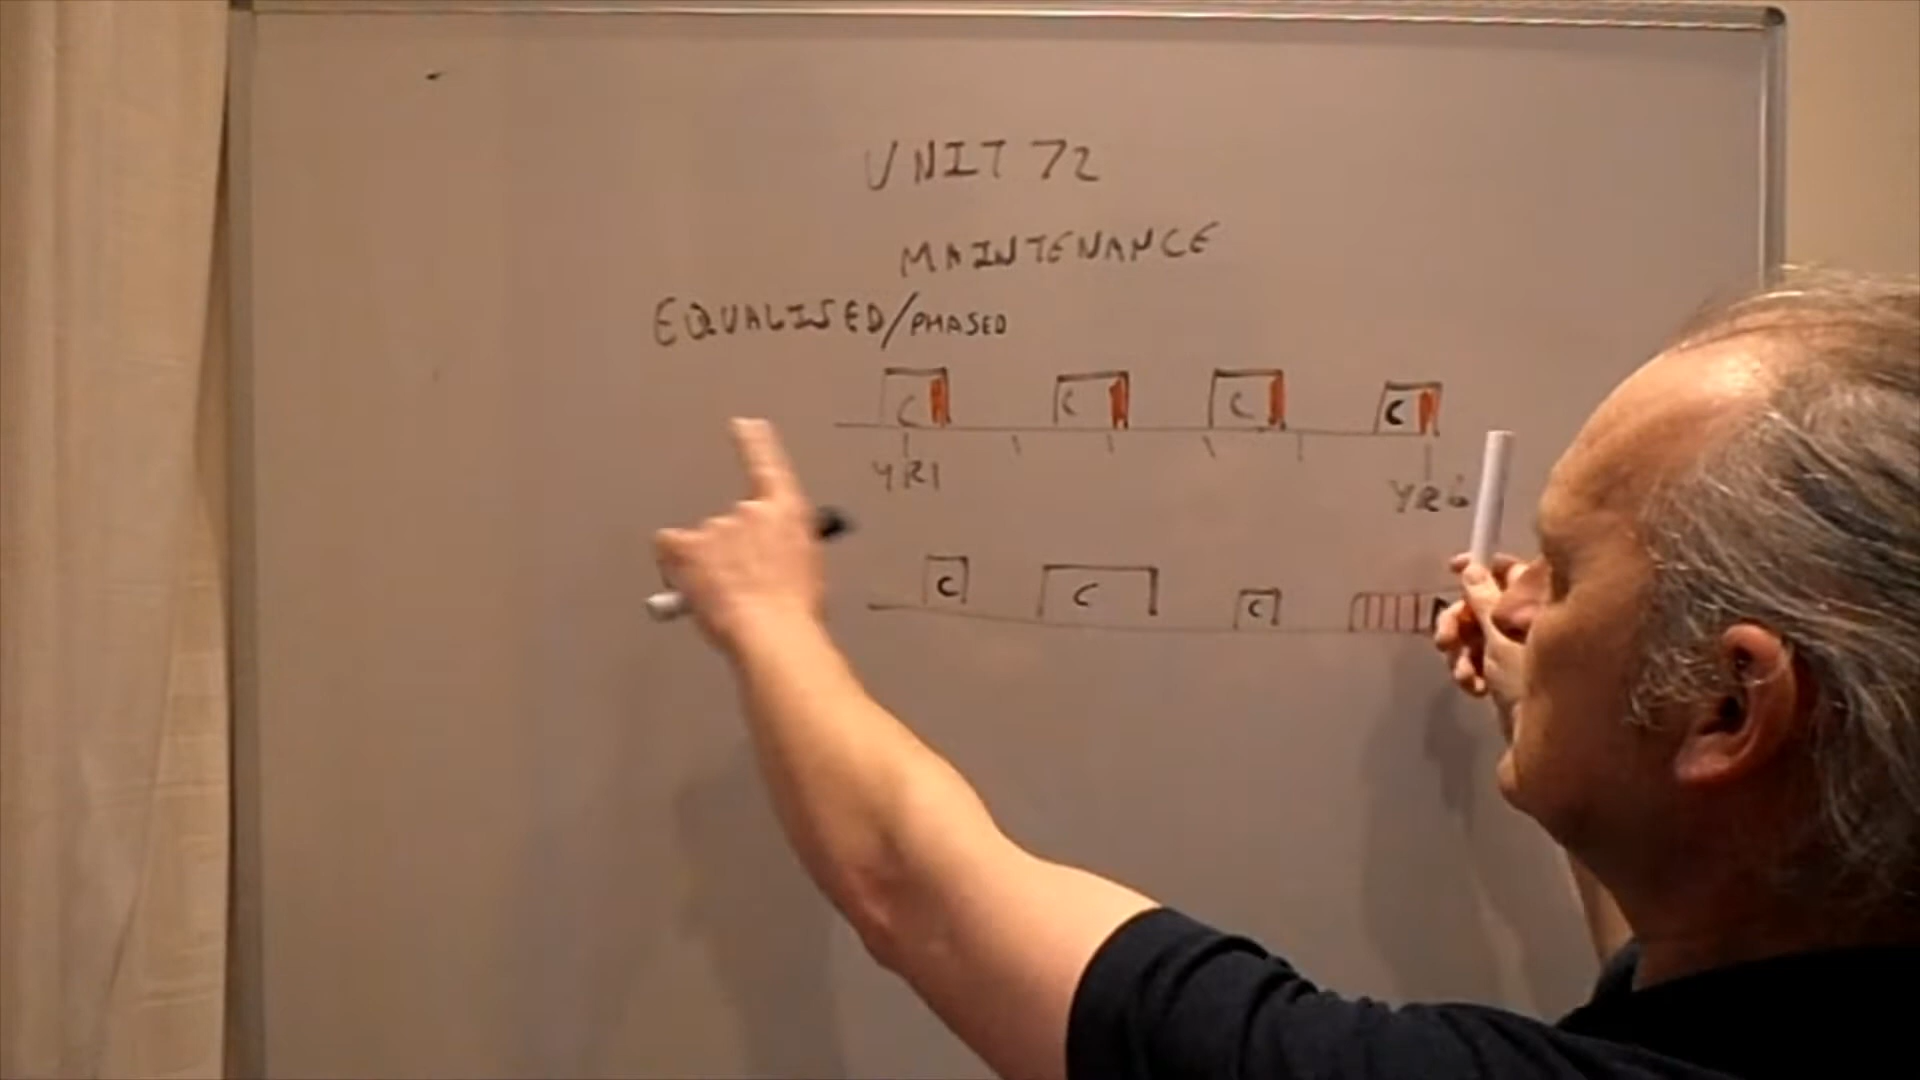 UNIT 72
MAINTENANCE
EQUALISED/PHASED
C C C C
YR1 YR6
C C C